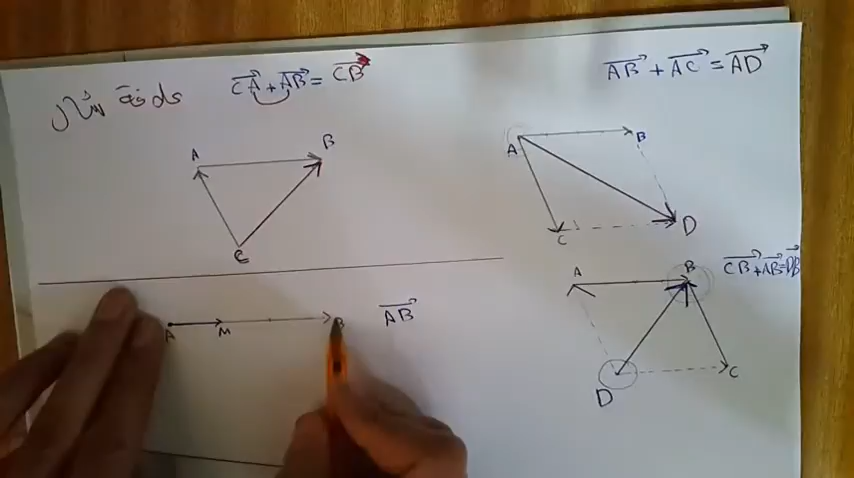 علاقة شال
CA + AB = CB
AB + AC = AD
A B
C
A B
C D
A B
CB + AB = DB
D C
A M B
AB